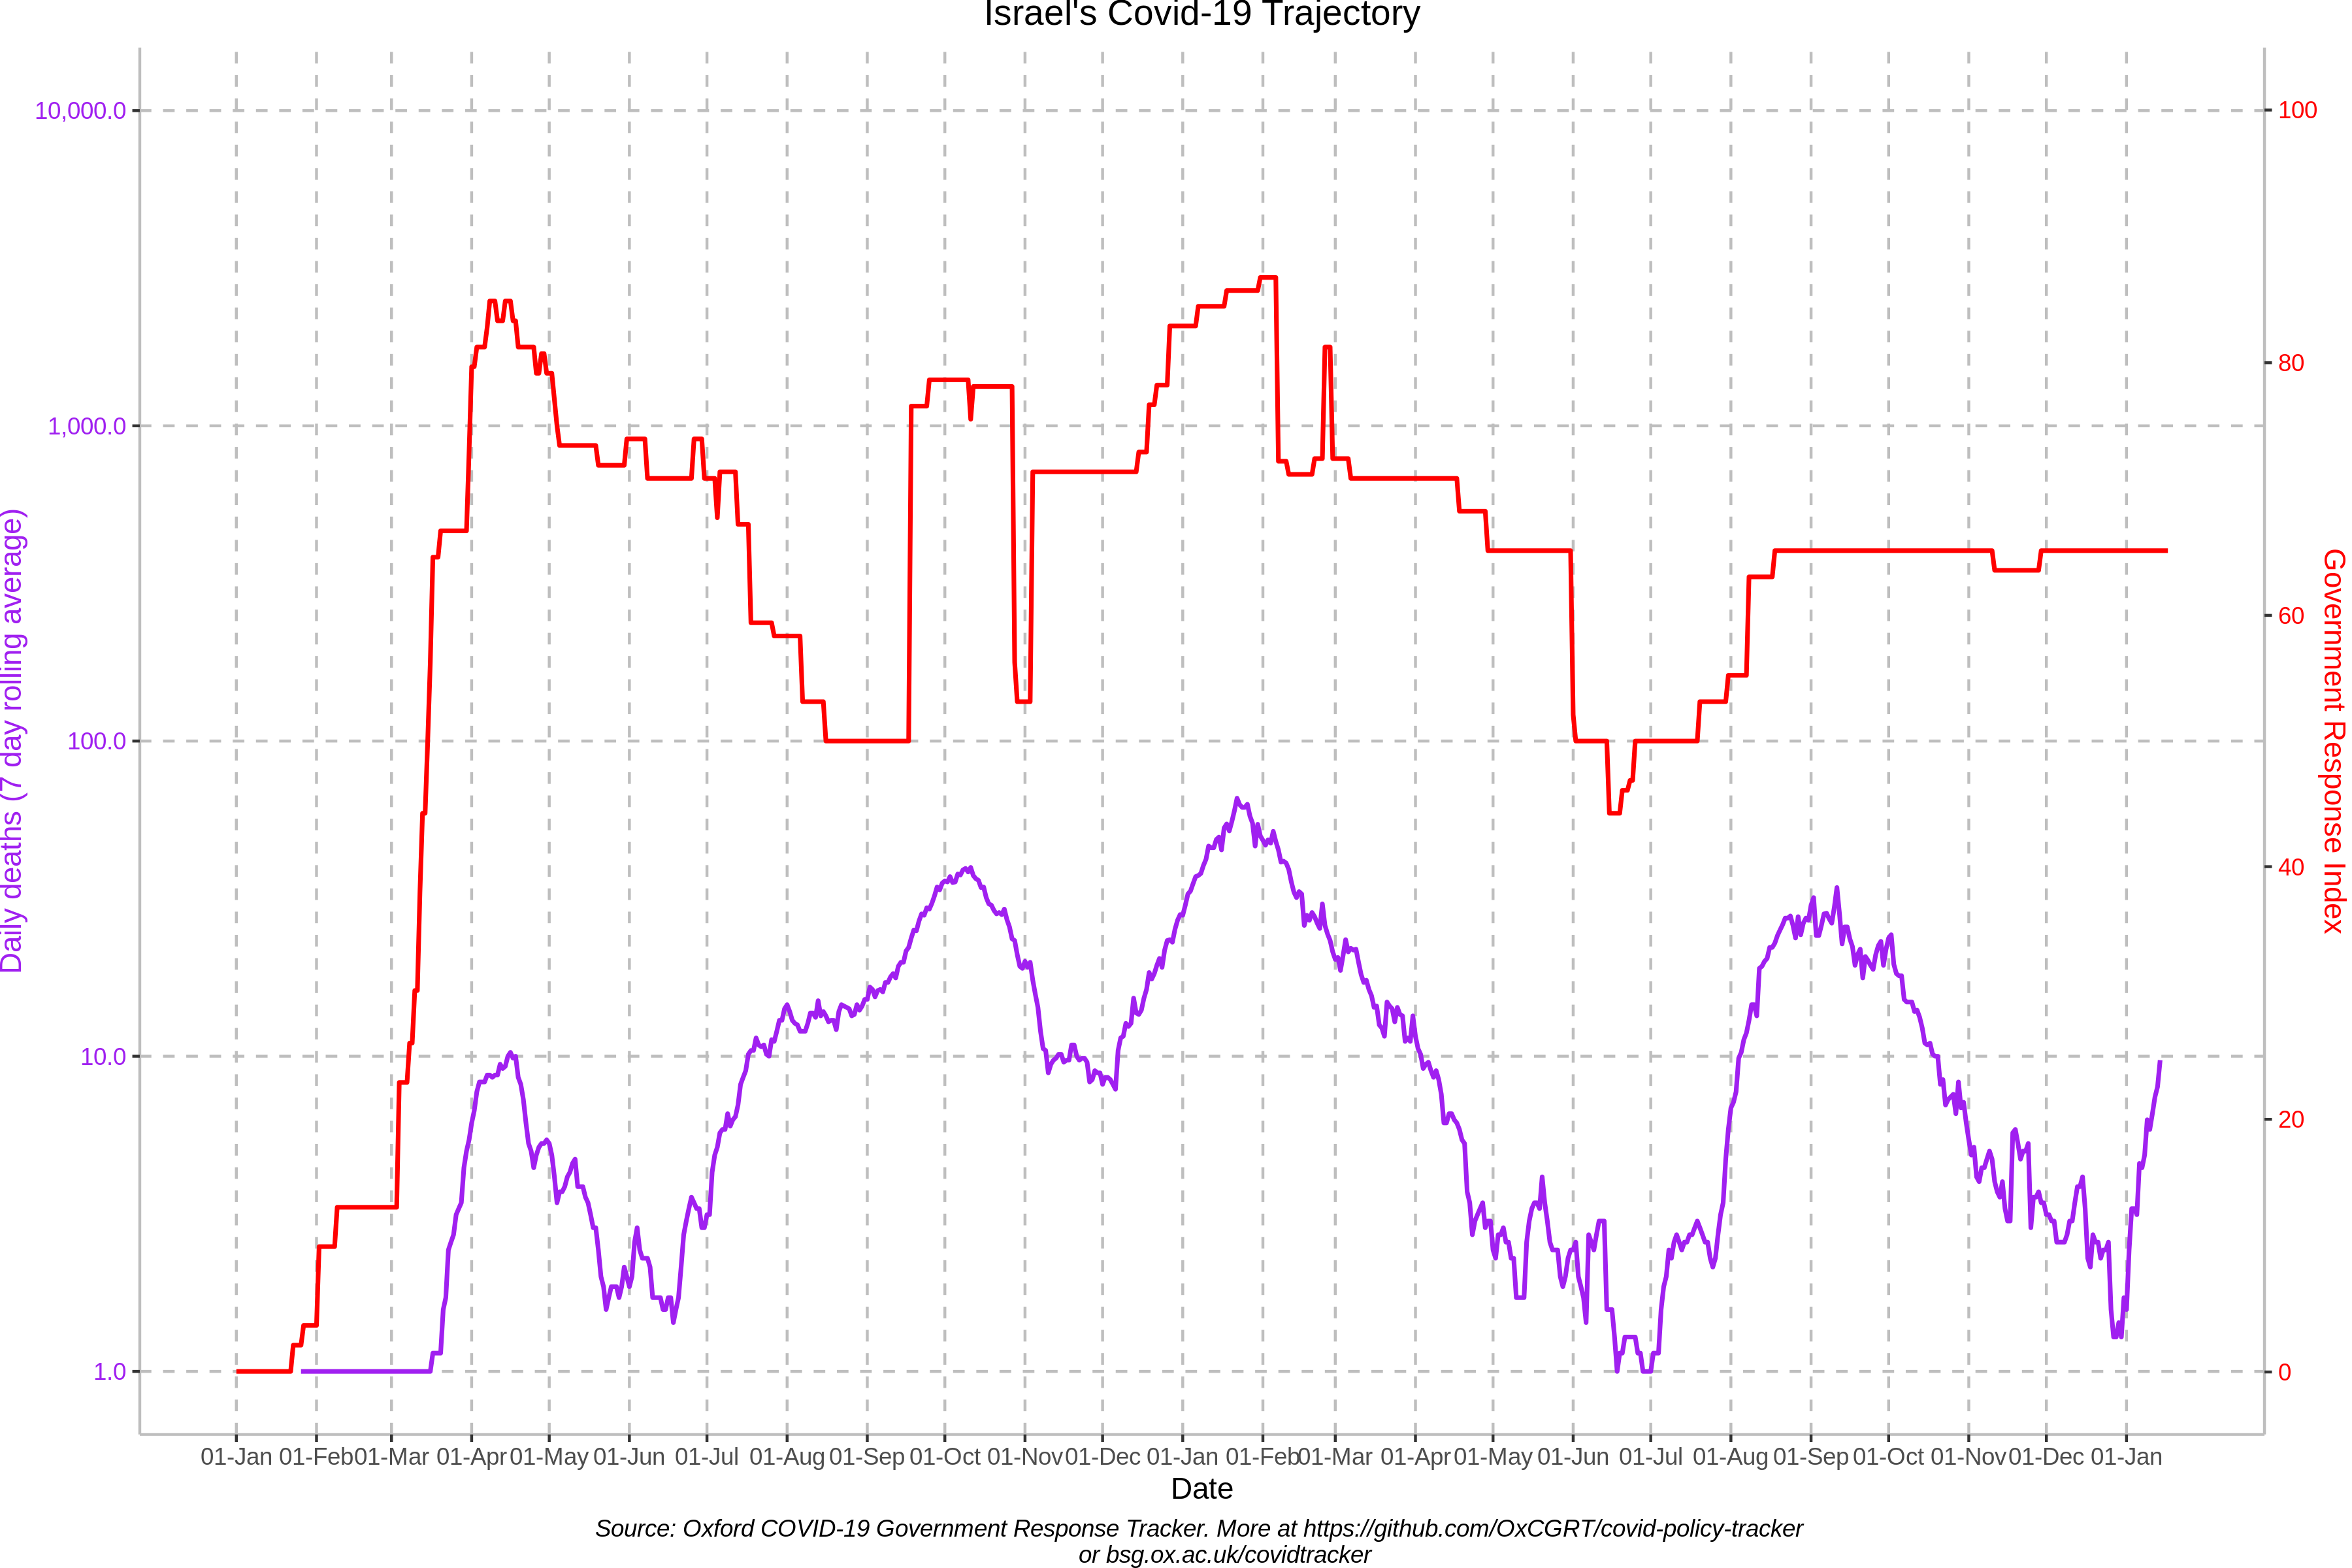 Israel's Covid-19 Trajectory
10,000.0
1,000.0
100.0
10.0
1.0
Daily deaths (7 day rolling average)
100
80
60
40
20
0
Government Response Index
01-Jan 01-Feb 01-Mar 01-Apr 01-May 01-Jun 01-Jul 01-Aug 01-Sep 01-Oct 01-Nov 01-Dec 01-Jan 01-Feb 01-Mar 01-Apr 01-May 01-Jun 01-Jul 01-Aug 01-Sep 01-Oct 01-Nov 01-Dec 01-Jan
Date
Source: Oxford COVID-19 Government Response Tracker. More at https://github.com/OxCGRT/covid-policy-tracker
or bsg.ox.ac.uk/covidtracker